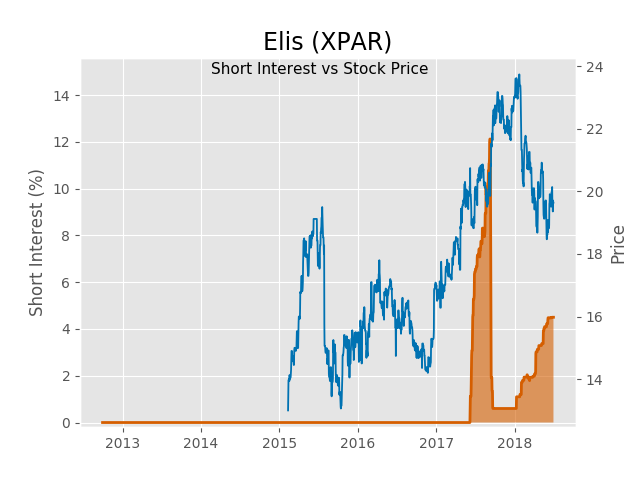 Elis (XPAR)
Short Interest vs Stock Price
Short Interest (%)
14
12
10
8
6
4
2
0
24
22
20
18
16
14
Price
2013 2014 2015 2016 2017 2018